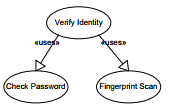 Verify Identity
«uses» «uses»
Check Password Fingerprint Scan